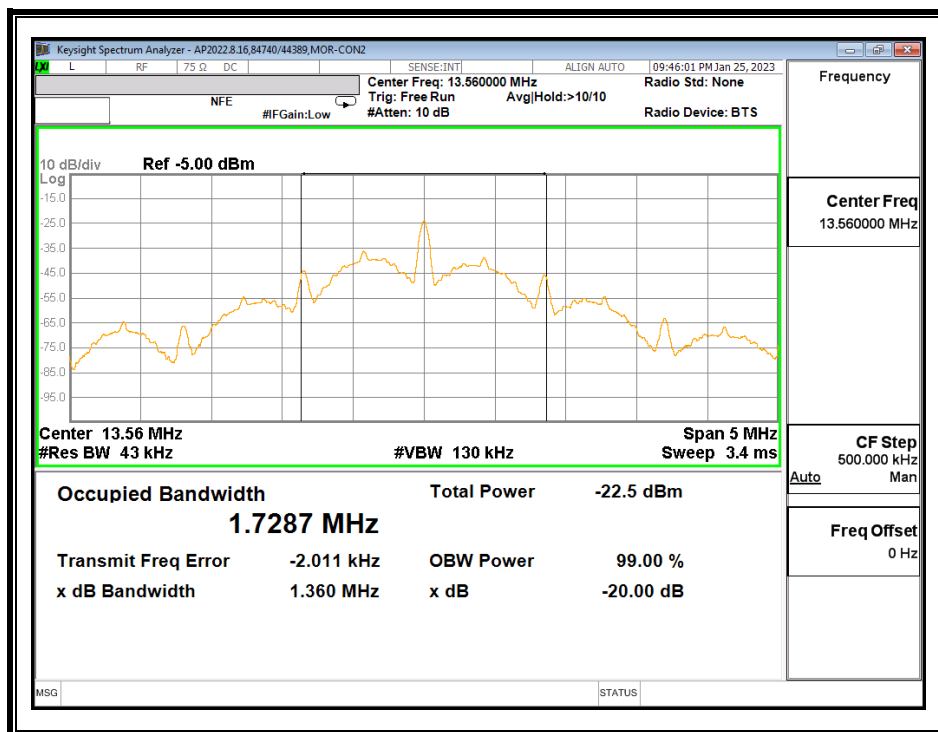 Keysight Spectrum Analyzer - AP2022.8.16,84740/44389,MOR-CON2
LXI L RF 75 Ω DC SENSE:INT ALIGN AUTO 09:46:01 PM Jan 25, 2023
Center Freq: 13.560000 MHz Radio Std: None
NFE Trig: Free Run Avg|Hold:>10/10
#IFGain:Low #Atten: 10 dB Radio Device: BTS
10 dB/div Ref -5.00 dBm
Log
-15.0
-25.0
-35.0
-45.0
-55.0
-65.0
-75.0
-85.0
-95.0
Center 13.56 MHz Span 5 MHz
#Res BW 43 kHz #VBW 130 kHz Sweep 3.4 ms
Occupied Bandwidth Total Power -22.5 dBm
1.7287 MHz
Transmit Freq Error -2.011 kHz OBW Power 99.00 %
x dB Bandwidth 1.360 MHz x dB -20.00 dB
Frequency
Center Freq
13.560000 MHz
CF Step
500.000 kHz
Auto Man
Freq Offset
0 Hz
MSG STATUS